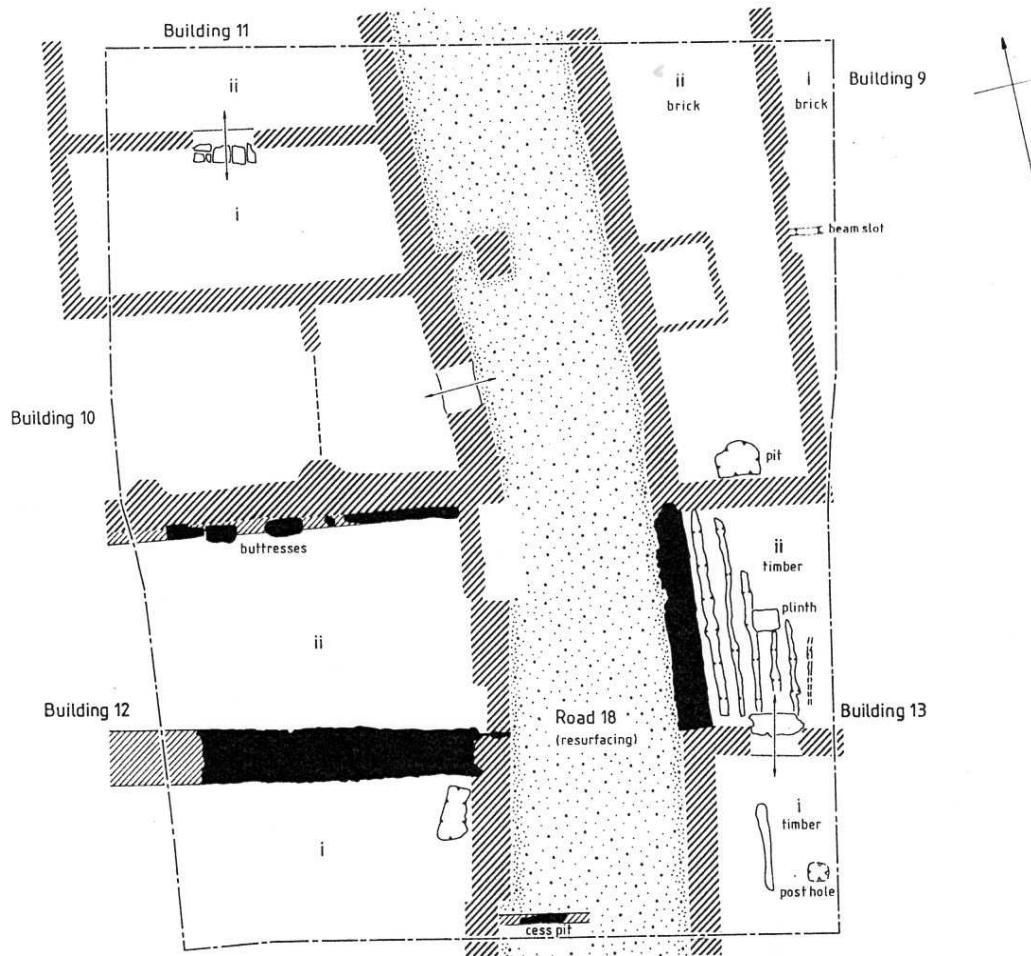 Building 11
ii
i
ii
brick
i
brick
Building 9
beam slot
Building 10
pit
buttresses
ii
timber
plinth
ii
Building 12
Road 18
(resurfacing)
Building 13
i
i
timber
post hole
cess pit